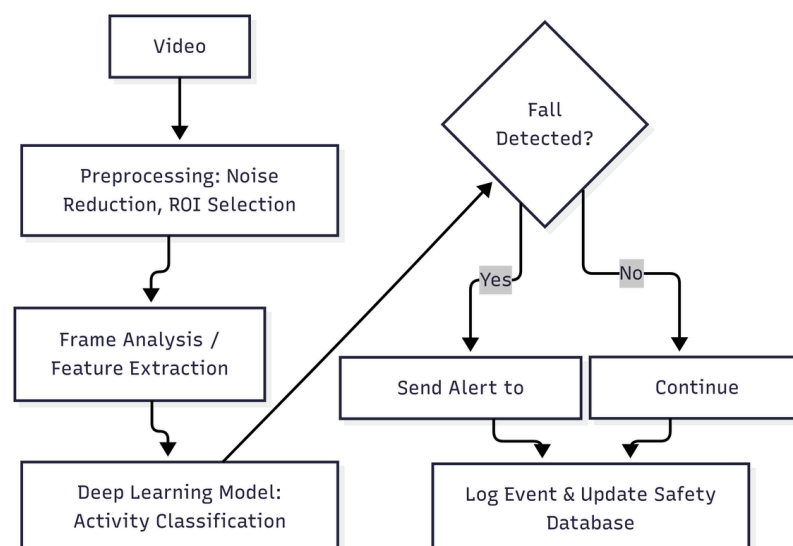 Video
Preprocessing: Noise
Reduction, ROI Selection
Frame Analysis /
Feature Extraction
Deep Learning Model:
Activity Classification
Fall
Detected?
Yes
No
Send Alert to
Continue
Log Event & Update Safety
Database